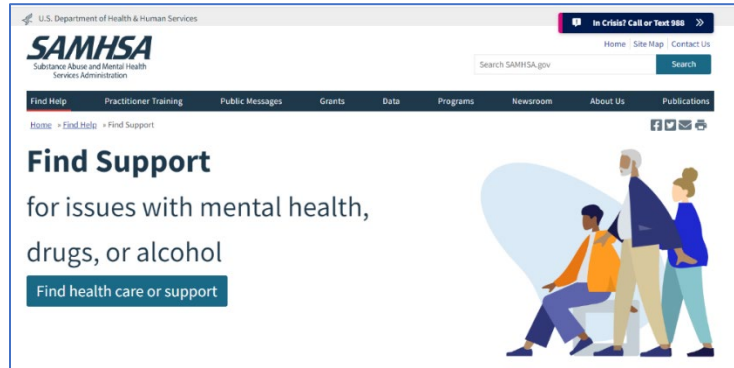 U.S. Department of Health & Human Services
In Crisis? Call or Text 988
Home Site Map Contact Us
SAMHSA
Substance Abuse and Mental Health
Services Administration
Search SAMHSA.gov Search
Find Help Practitioner Training Public Messages Grants Data Programs Newsroom About Us Publications
Home » Find Help » Find Support
Find Support
for issues with mental health,
drugs, or alcohol
Find health care or support